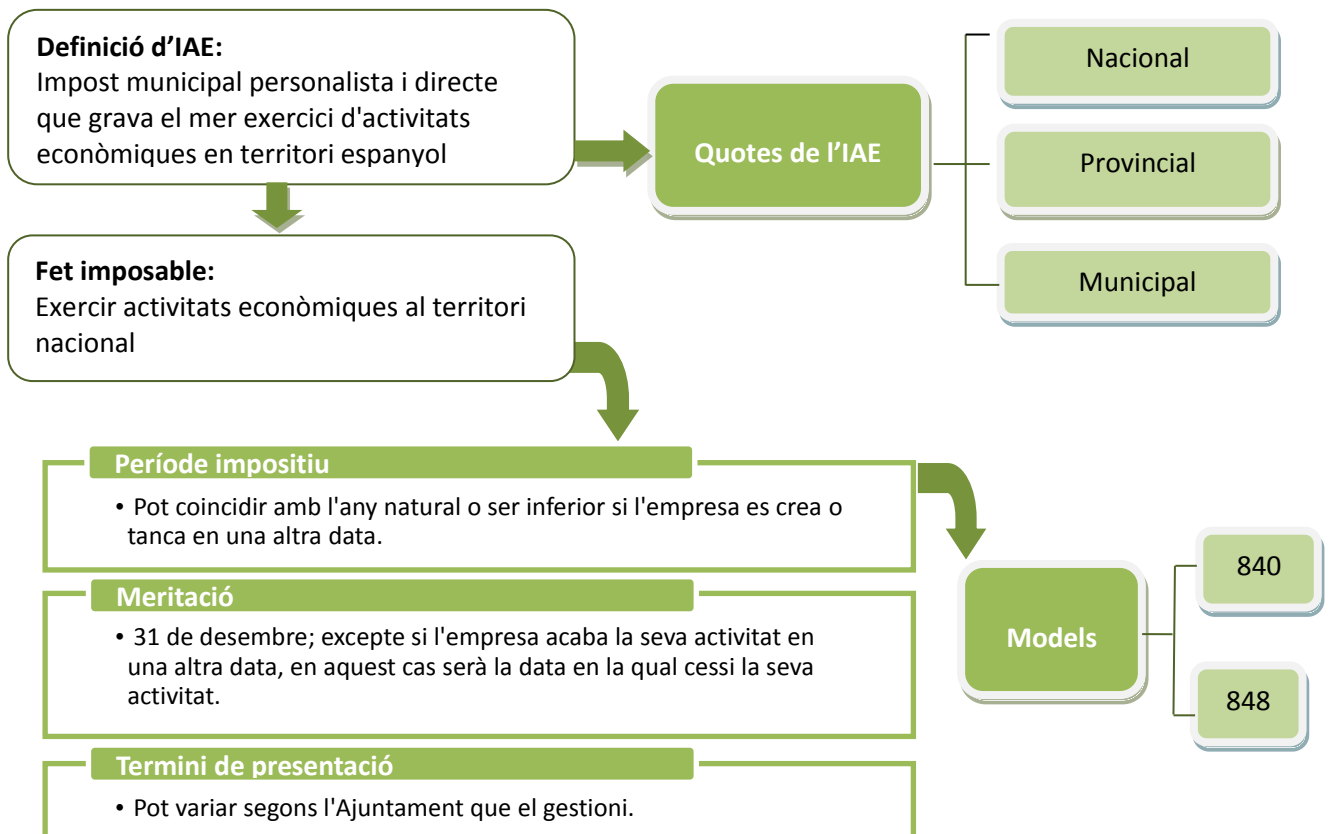 Definició d'IAE:
Impost municipal personalista i directe
que grava el mer exercici d'activitats
econòmiques en territori espanyol
Quotes de l'IAE
Nacional
Provincial
Municipal
Fet imposable:
Exercir activitats econòmiques al territori
nacional
Període impositiu
• Pot coincidir amb l'any natural o ser inferior si l'empresa es crea o
tanca en una altra data.
Meritació
• 31 de desembre; excepte si l'empresa acaba la seva activitat en
una altra data, en aquest cas serà la data en la qual cessi la seva
activitat.
Termini de presentació
• Pot variar segons l'Ajuntament que el gestioni.
Models
840
848